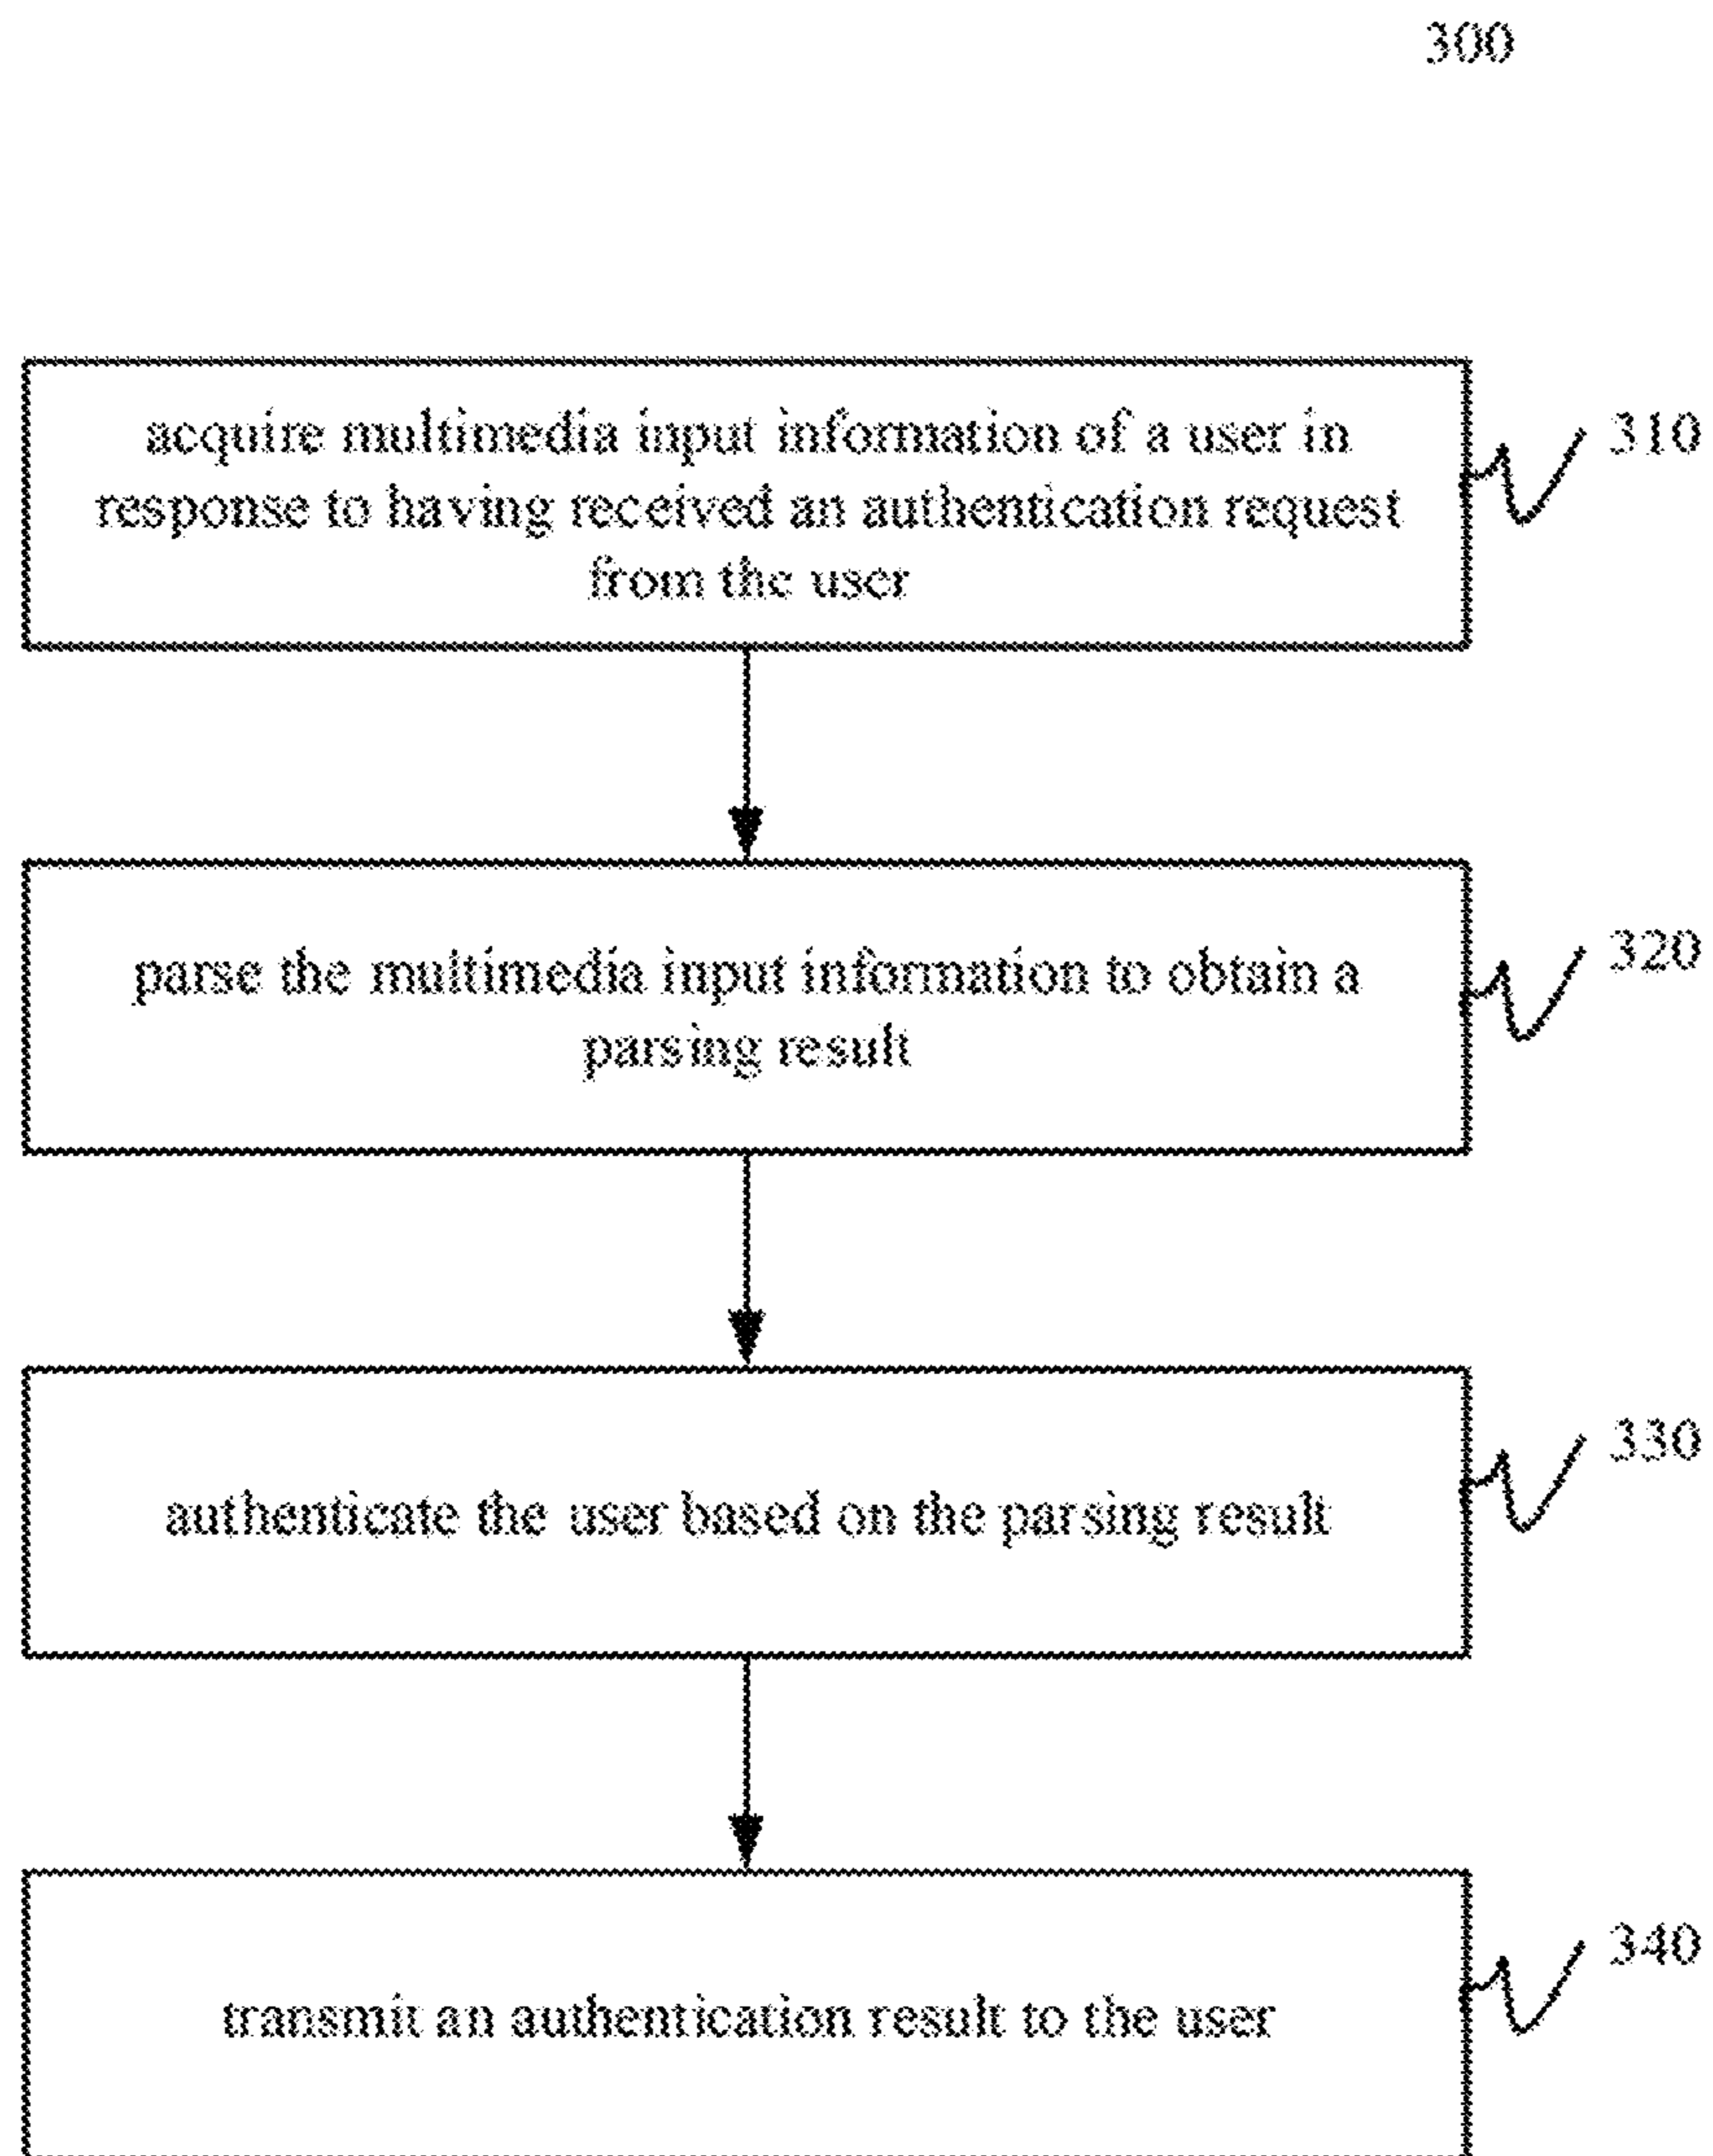 300
acquire multimedia input information of a user in
response to having received an authentication request
from the user
310
parse the multimedia input information to obtain a
parsing result
320
authenticate the user based on the parsing result
330
transmit an authentication result to the user
340